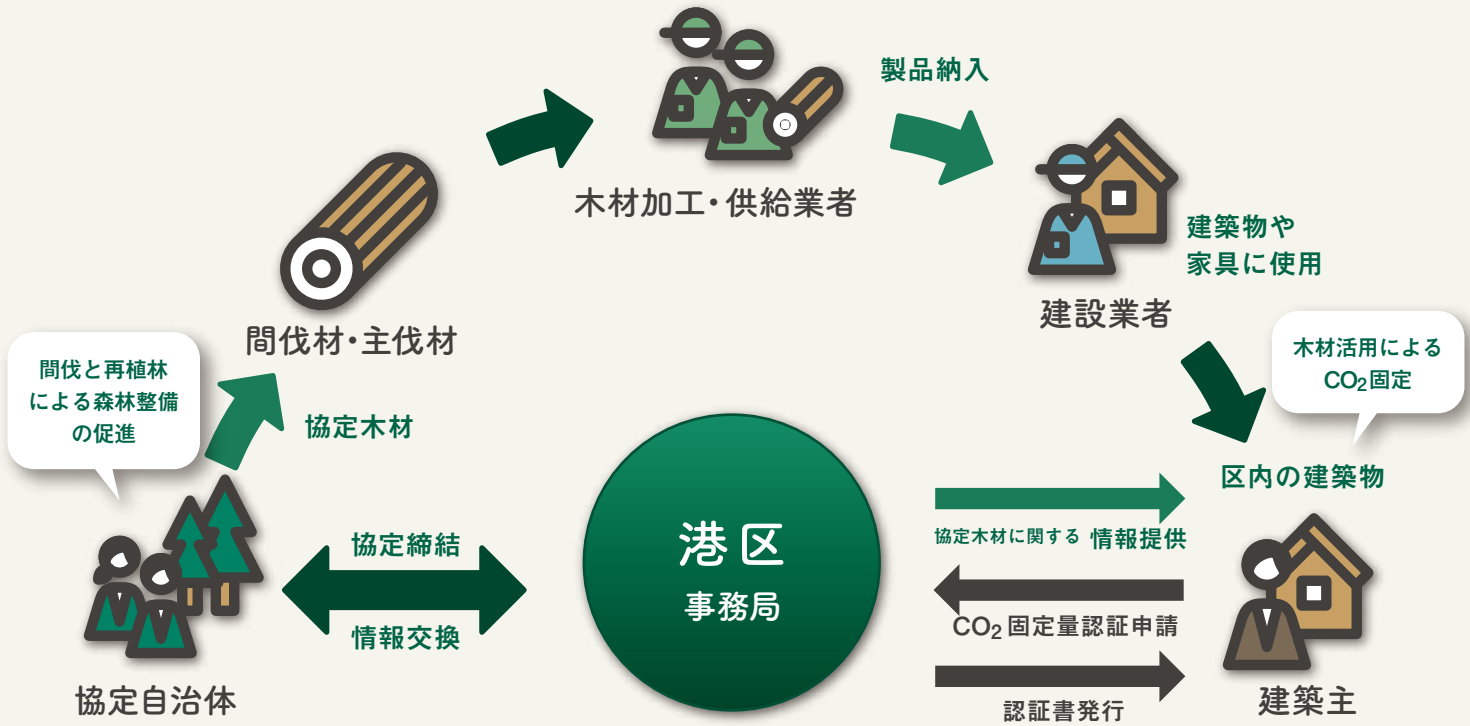 製品納入
木材加工・供給業者
建築物や
家具に使用
建設業者
間伐材・主伐材
木材活用による
CO2固定
間伐と再植林
による森林整備
の促進
協定木材
区内の建築物
港区
事務局
協定締結
情報交換
協定木材に関する 情報提供
CO2 固定量認証申請
認証書発行
協定自治体
建築主